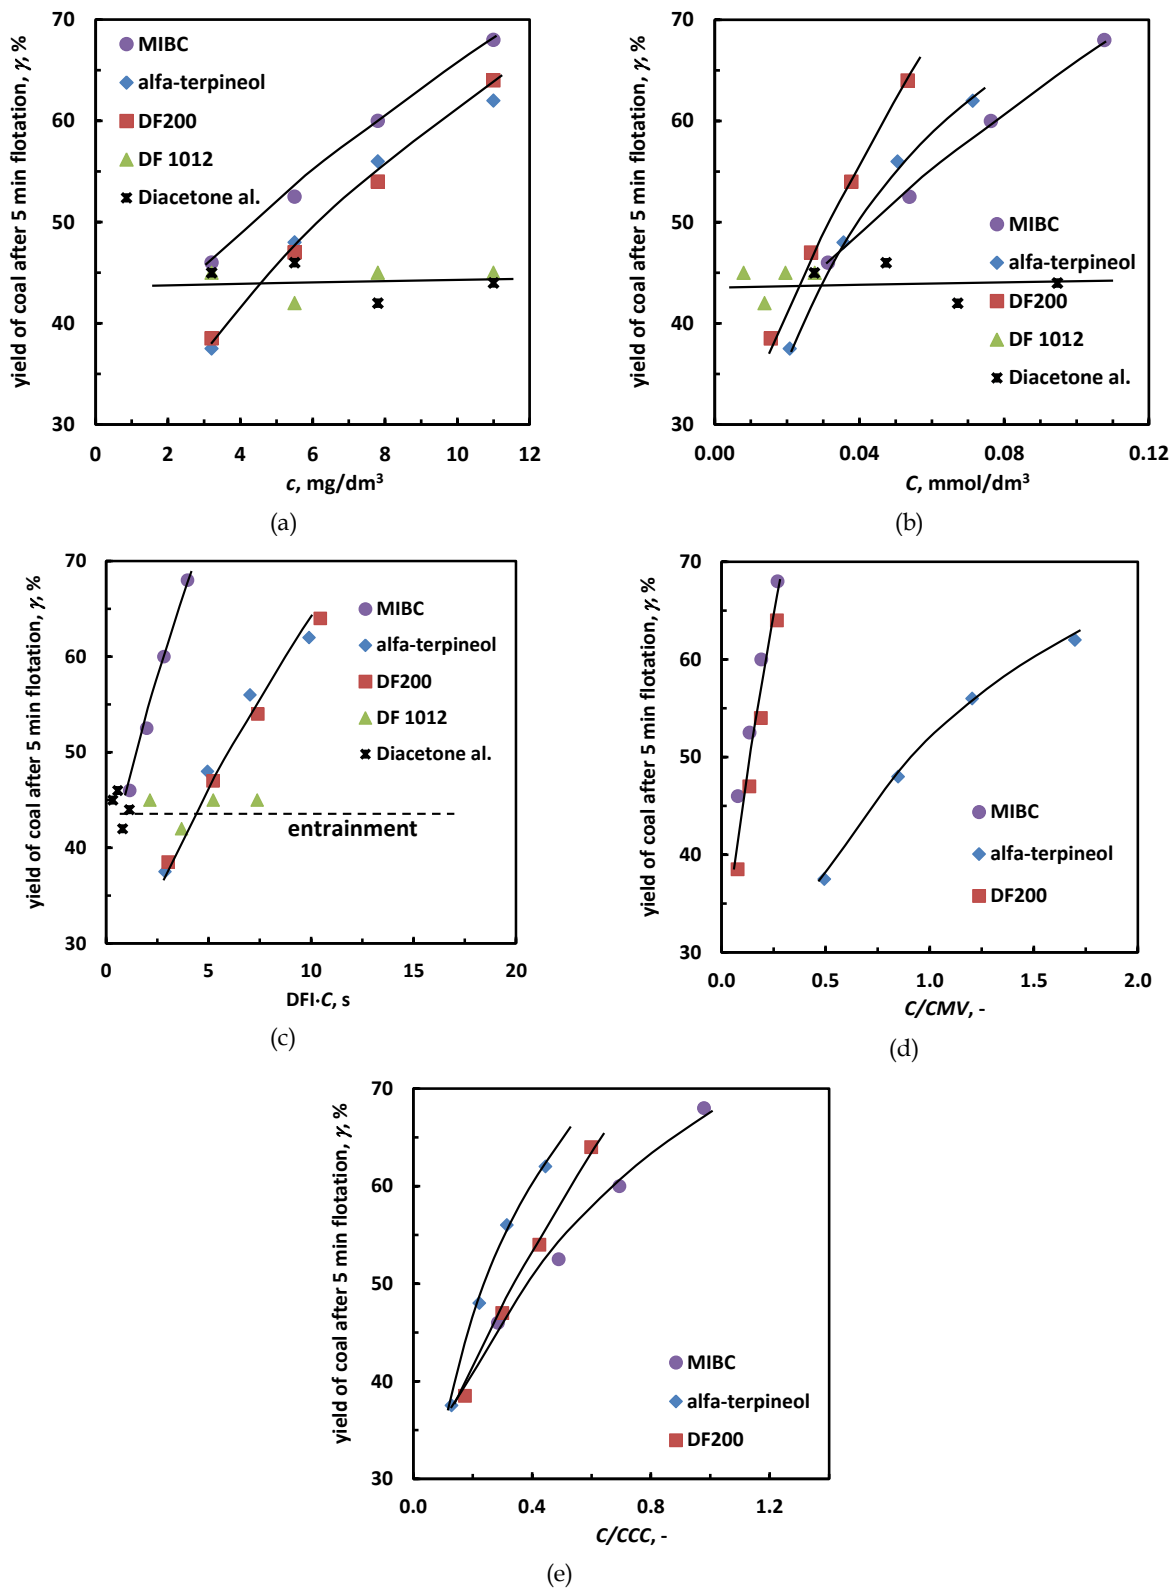 yield of coal after 5 min flotation, γ, %
70
60
50
40
30
MIBC
alfa-terpineol
DF200
DF 1012
Diacetone al.
0 2 4 6 8 10 12
c, mg/dm³
(a)
yield of coal after 5 min flotation, γ, %
70
60
50
40
30
MIBC
alfa-terpineol
DF200
DF 1012
Diacetone al.
0.00 0.04 0.08 0.12
C, mmol/dm³
(b)
yield of coal after 5 min flotation, γ, %
70
60
50
40
30
MIBC
alfa-terpineol
DF200
DF 1012
Diacetone al.
entrainment
0 5 10 15 20
DFI·C, s
(c)
yield of coal after 5 min flotation, γ, %
70
60
50
40
30
MIBC
alfa-terpineol
DF200
0.0 0.5 1.0 1.5 2.0
C/CMV, -
(d)
yield of coal after 5 min flotation, γ, %
70
60
50
40
30
MIBC
alfa-terpineol
DF200
0.0 0.4 0.8 1.2
C/CCC, -
(e)